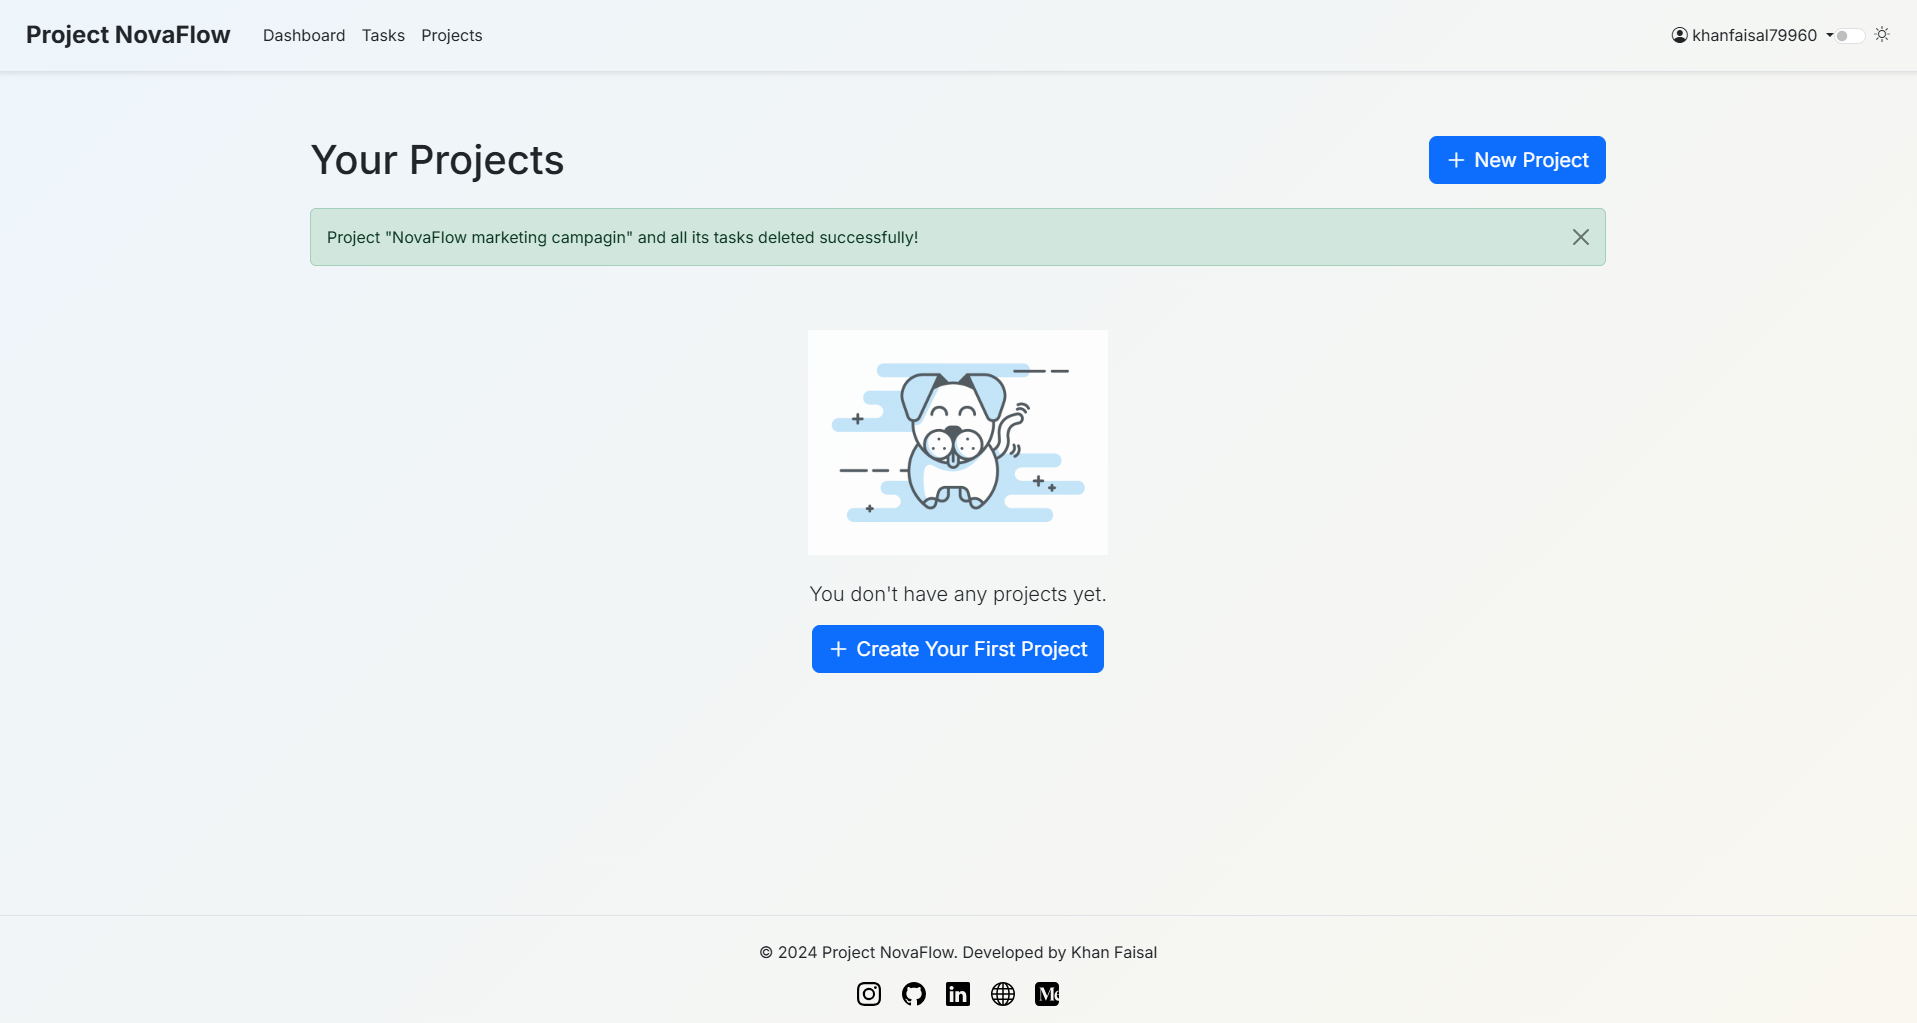 Project NovaFlow
Dashboard
Tasks
Projects
khanfaisal79960
Your Projects
New Project
Project "NovaFlow marketing campagin" and all its tasks deleted successfully!
You don't have any projects yet.
Create Your First Project
© 2024 Project NovaFlow. Developed by Khan Faisal
in